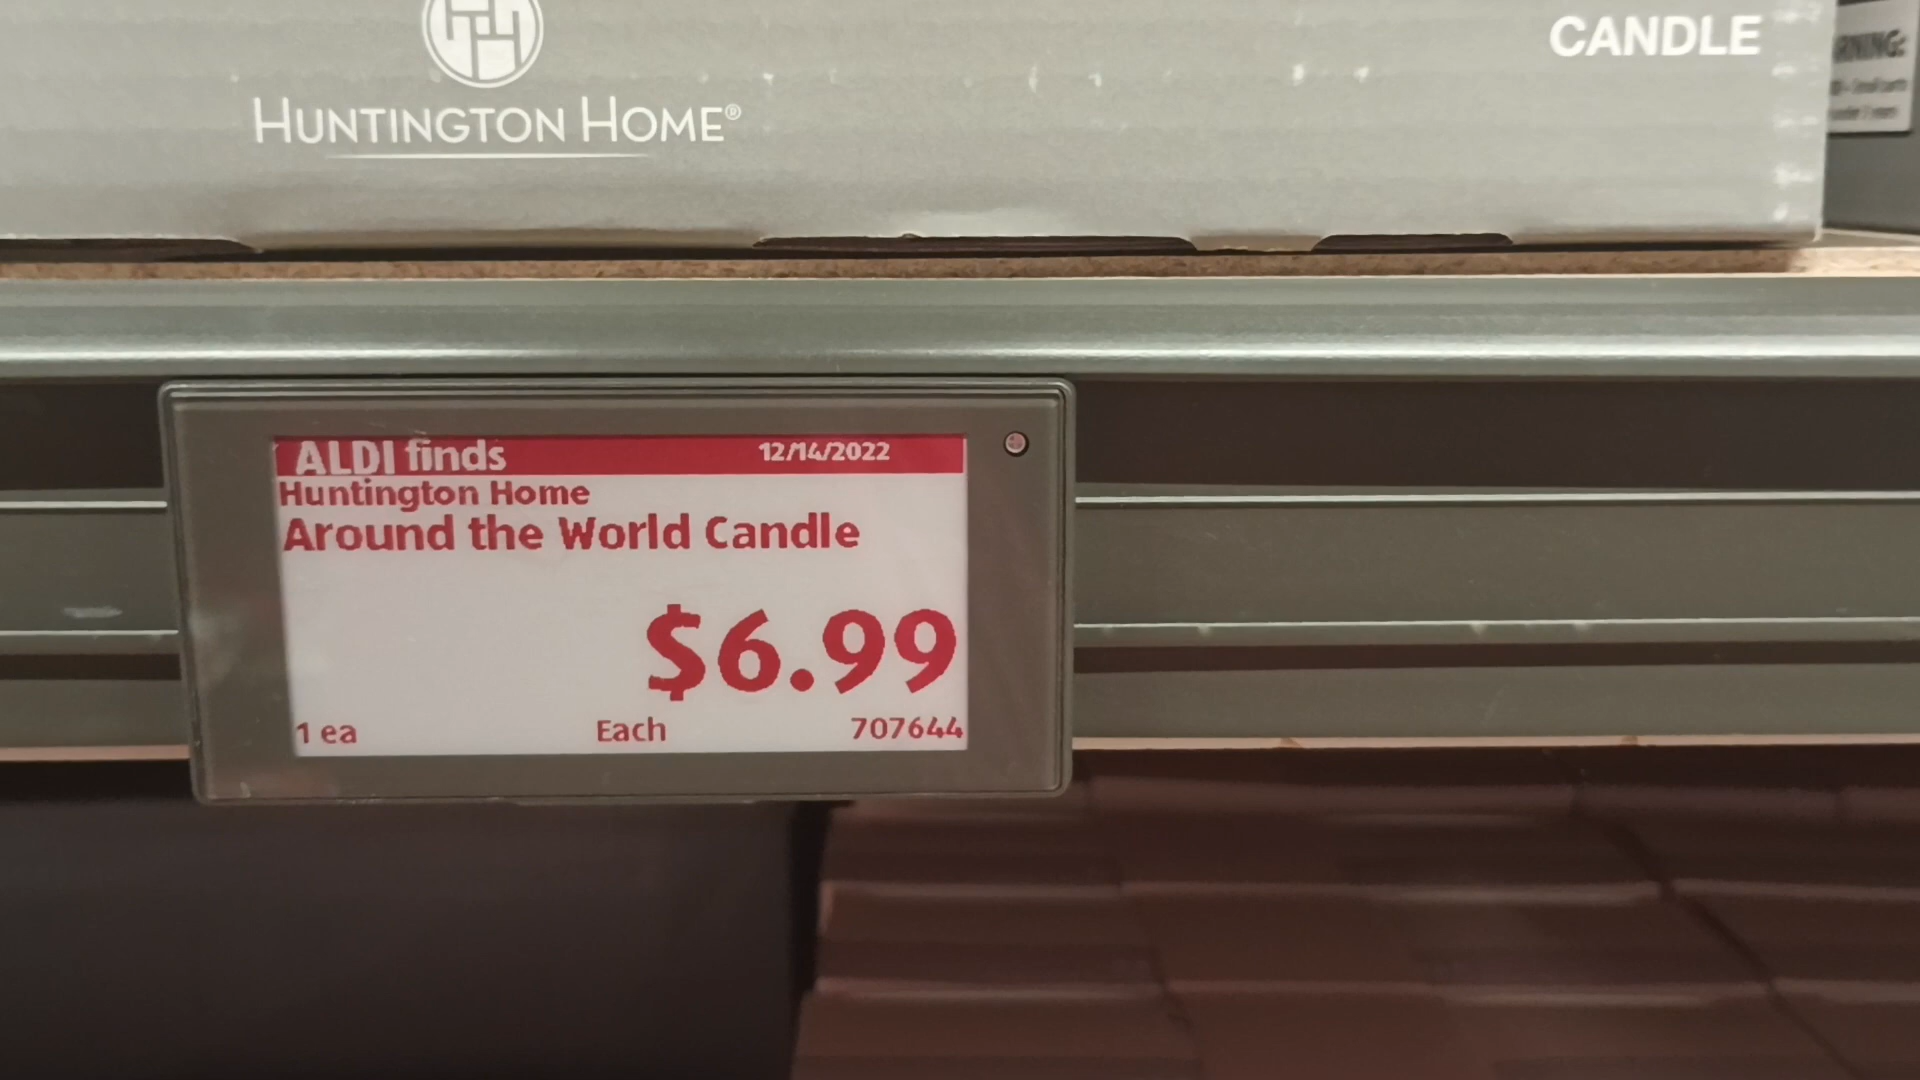 CANDLE
HUNTINGTON HOME®
ALDI finds 12/14/2022
Huntington Home
Around the World Candle
$6.99
1 ea Each 707644